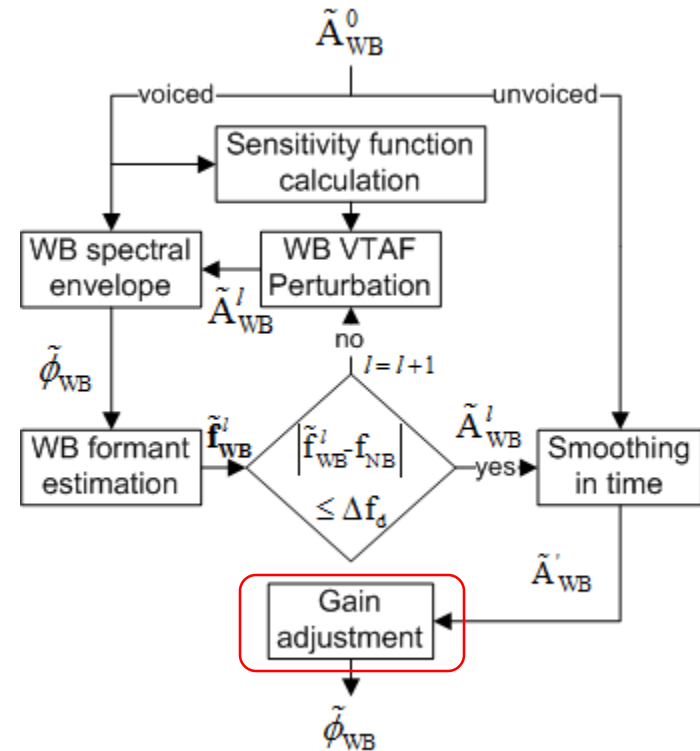 Ã⁰_WB
voiced
unvoiced
Sensitivity function
calculation
WB spectral
envelope
WB VTAF
Perturbation
Ã^l_WB
no
l=l+1
ϕ̃_WB
WB formant
estimation
f̃^l_WB
|f̃^l_WB-f_NB|
≤ Δf_d
Ã^l_WB
yes
Smoothing
in time
Ã'_WB
Gain
adjustment
ϕ̃_WB